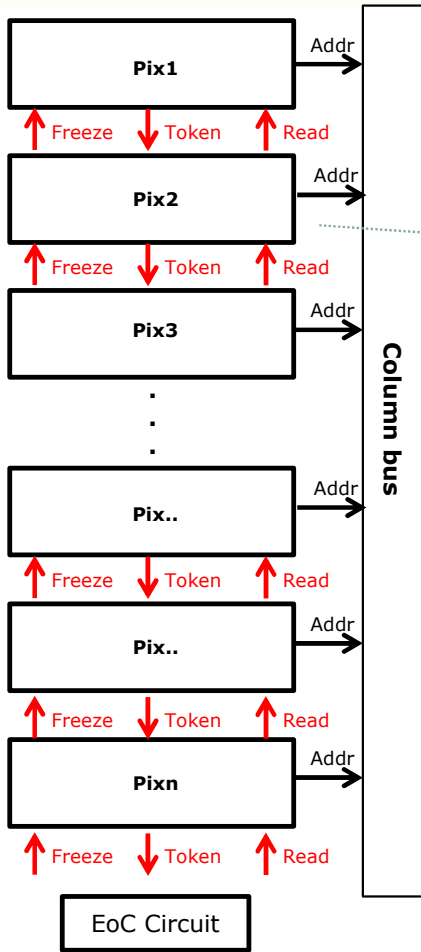 Addr
Pix1
Freeze Token Read
Addr
Pix2
Freeze Token Read
Addr
Pix3
Column bus
.
.
.
Addr
Pix..
Freeze Token Read
Addr
Pix..
Freeze Token Read
Addr
Pixn
Freeze Token Read
EoC Circuit